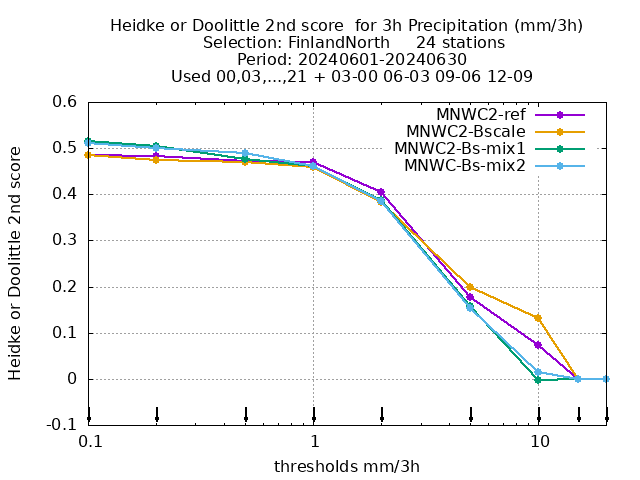 Heidke or Doolittle 2nd score  for 3h Precipitation (mm/3h)
Selection: FinlandNorth     24 stations
Period: 20240601-20240630
Used 00,03,...,21 + 03-00 06-03 09-06 12-09
MNWC2-ref
MNWC2-Bscale
MNWC2-Bs-mix1
MNWC-Bs-mix2
Heidke or Doolittle 2nd score
0.6
0.5
0.4
0.3
0.2
0.1
0
-0.1
0.1 1 10
thresholds mm/3h